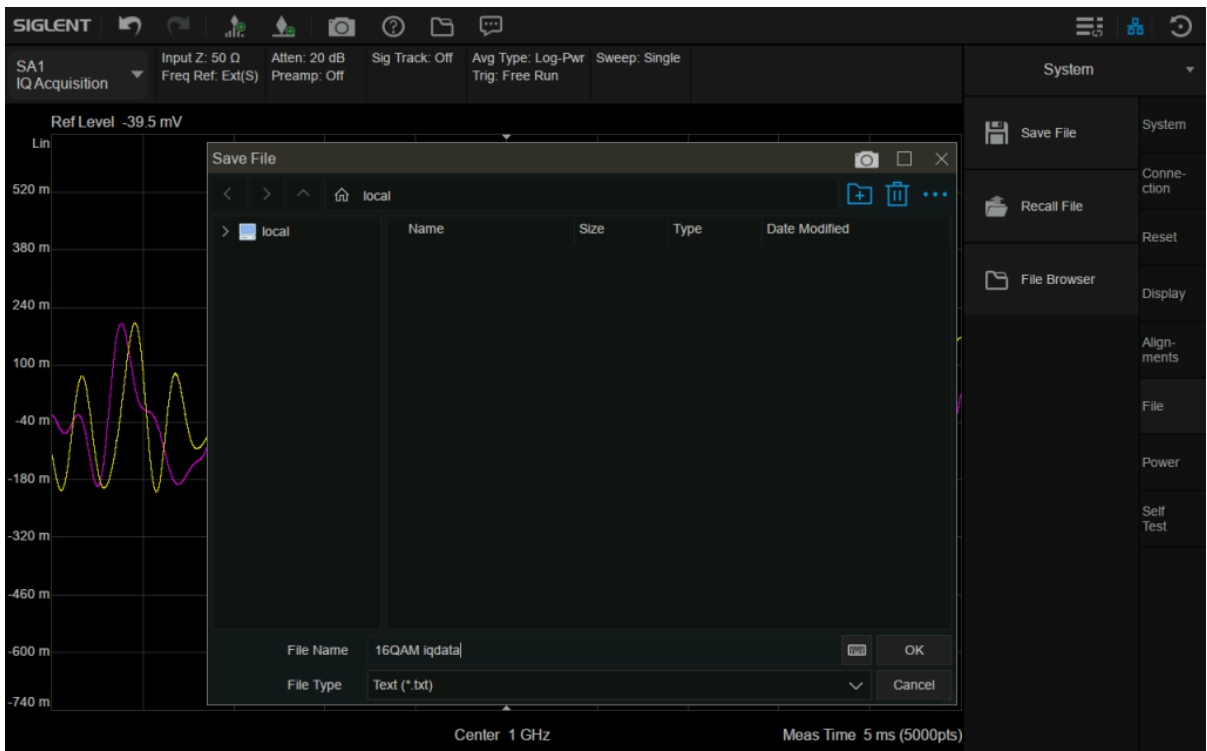 SIGLENT
SA1
IQ Acquisition
Input Z: 50 Ω
Freq Ref: Ext(S)
Atten: 20 dB
Preamp: Off
Sig Track: Off
Avg Type: Log-Pwr
Trig: Free Run
Sweep: Single
System
Ref Level -39.5 mV
Lin
520 m
380 m
240 m
100 m
-40 m
-180 m
-320 m
-460 m
-600 m
-740 m
Save File
local
local
Name
Size
Type
Date Modified
File Name
16QAM iqdata
OK
File Type
Text (*.txt)
Cancel
Center 1 GHz
Meas Time 5 ms (5000pts)
Save File
Recall File
File Browser
System
Conne-
ction
Reset
Display
Align-
ments
File
Power
Self
Test